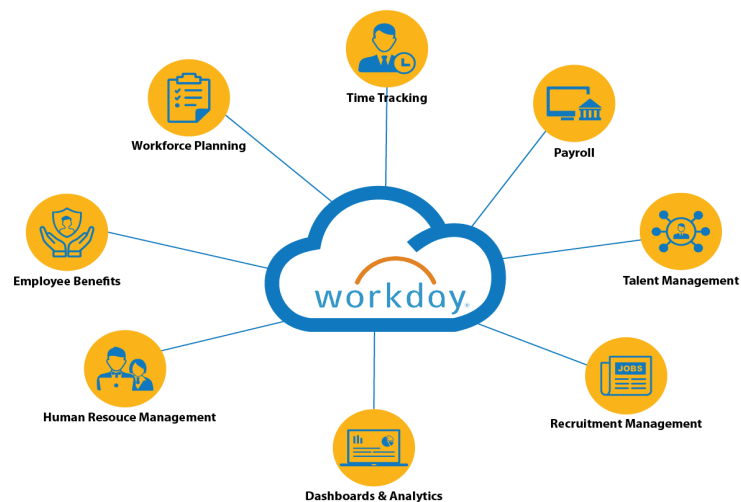 Time Tracking
Workforce Planning
Payroll
Employee Benefits
Talent Management
workday®
Human Resouce Management
JOBS
Recruitment Management
Dashboards & Analytics